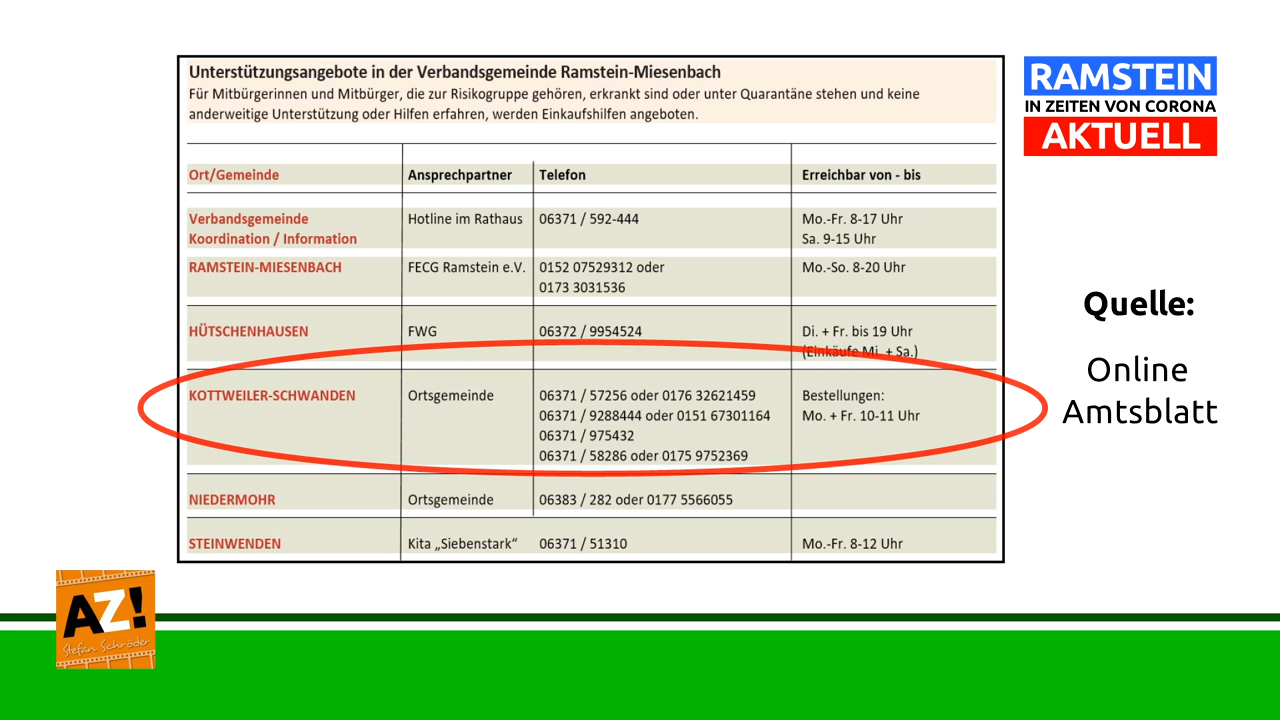 Unterstützungsangebote in der Verbandsgemeinde Ramstein-Miesenbach
Für Mitbürgerinnen und Mitbürger, die zur Risikogruppe gehören, erkrankt sind oder unter Quarantäne stehen und keine
anderweitige Unterstützung oder Hilfen erfahren, werden Einkaufshilfen angeboten.
Ort/Gemeinde Ansprechpartner Telefon Erreichbar von - bis
Verbandsgemeinde Hotline im Rathaus 06371 / 592-444 Mo.-Fr. 8-17 Uhr
Koordination / Information Sa. 9-15 Uhr
RAMSTEIN-MIESENBACH FECG Ramstein e.V. 0152 07529312 oder Mo.-So. 8-20 Uhr
0173 3031536
HÜTSCHENHAUSEN FWG 06372 / 9954524 Di. + Fr. bis 19 Uhr
(Einkäufe Mi. + Sa.)
KOTTWEILER-SCHWANDEN Ortsgemeinde 06371 / 57256 oder 0176 32621459 Bestellungen:
06371 / 9288444 oder 0151 67301164 Mo. + Fr. 10-11 Uhr
06371 / 975432
06371 / 58286 oder 0175 9752369
NIEDERMOHR Ortsgemeinde 06383 / 282 oder 0177 5566055
STEINWENDEN Kita „Siebenstark“ 06371 / 51310 Mo.-Fr. 8-12 Uhr
RAMSTEIN
IN ZEITEN VON CORONA
AKTUELL
Quelle:
Online
Amtsblatt
AZ!
Stefan Schröder